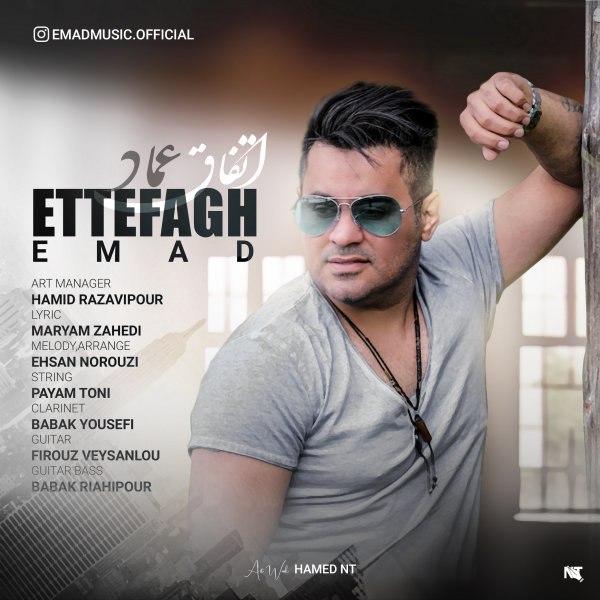 EMADMUSIC.OFFICIAL
اتفاق عماد
ETTEFAGH
EMAD
ART MANAGER
HAMID RAZAVIPOUR
LYRIC
MARYAM ZAHEDI
MELODY,ARRANGE
EHSAN NOROUZI
STRING
PAYAM TONI
CLARINET
BABAK YOUSEFI
GUITAR
FIROUZ VEYSANLOU
GUITAR BASS
BABAK RIAHIPOUR
HAMED NT